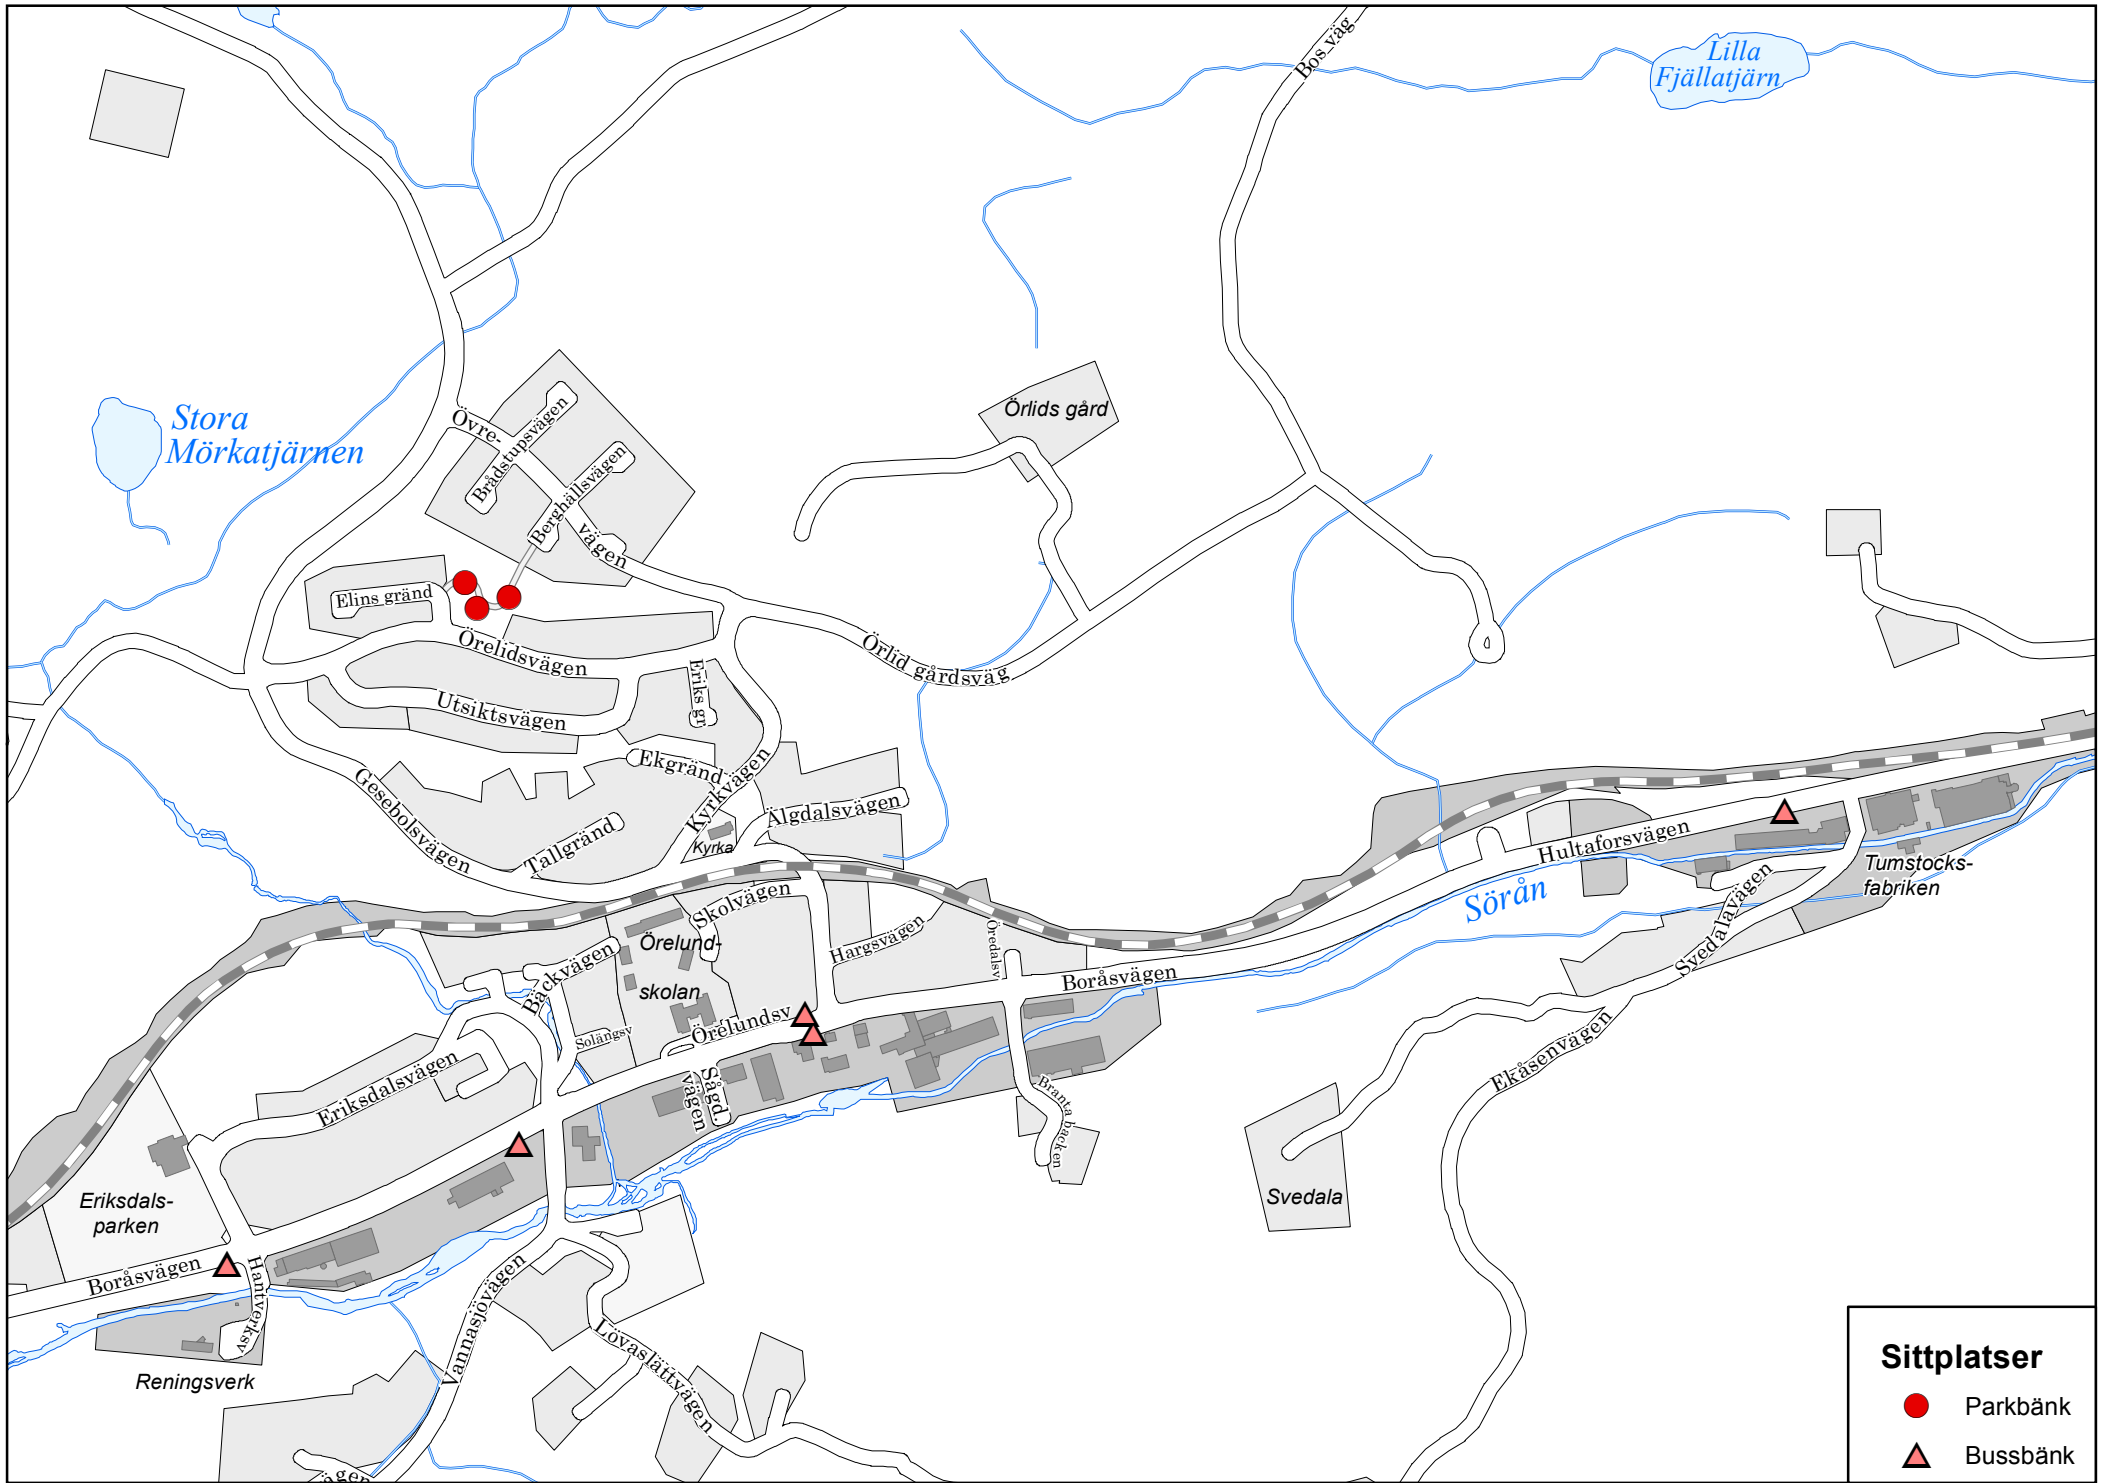 Bos väg
Lilla
Fjällatjärn
Stora
Mörkatjärnen
Övre-
vägen
Brådstupsvägen
Berghällsvägen
Örlids gård
Elins gränd
Örelidsvägen
Eriks gr.
Örlid gårdsväg
Utsiktsvägen
Ekgränd
Kyrkvägen
Gesebolsvägen
Tallgränd
Älgdalsvägen
Kyrka
Hultaforsvägen
Tumstocks-
fabriken
Sörån
Svedalavägen
Skolvägen
Örelund-
skolan
Hargsvägen
Öredalsv
Boråsvägen
Bäckvägen
Solängsv
Örelundsv
Sågd.
vägen
Eriksdalsvägen
Branta backen
Ekåsenvägen
Svedala
Eriksdals-
parken
Boråsvägen
Hantverksv
Reningsverk
Vannasjövägen
Lövaslättvägen
ägen
Sittplatser
Parkbänk
Bussbänk